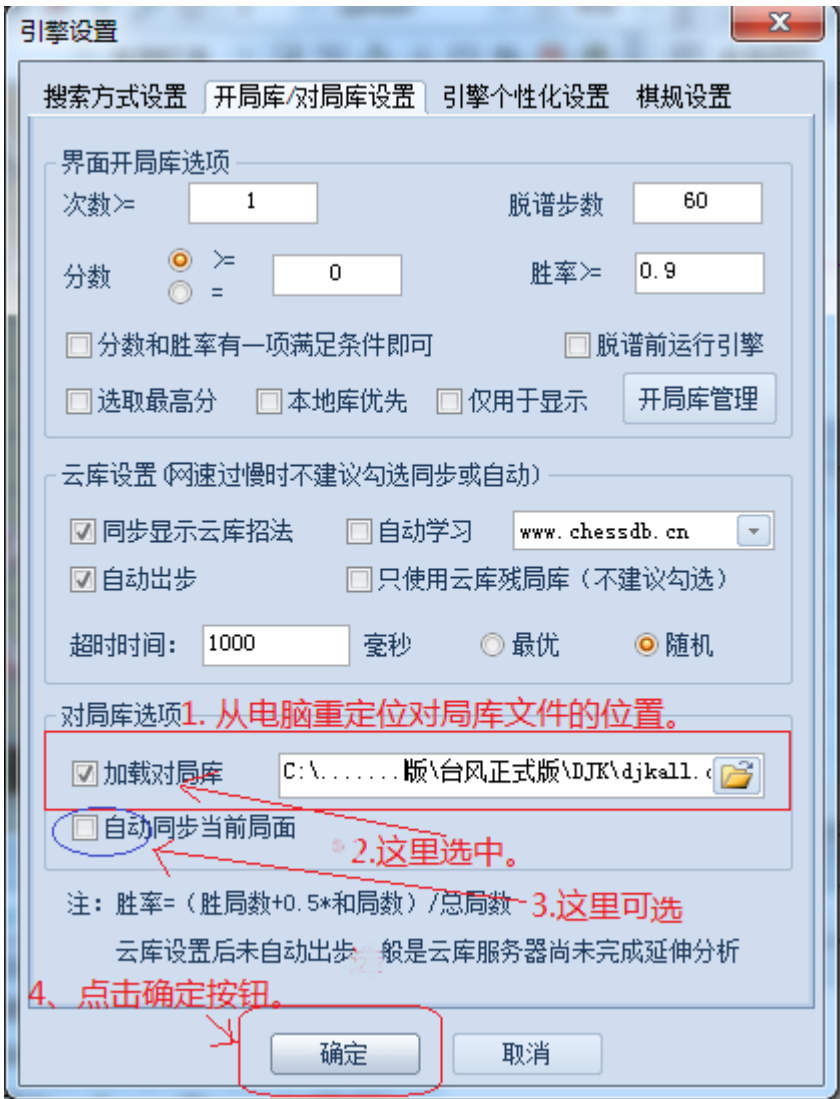 引擎设置
搜索方式设置 开局库/对局库设置 引擎个性化设置 棋规设置
界面开局库选项
次数>= 1 脱谱步数 60
分数 >= = 0 胜率>= 0.9
分数和胜率有一项满足条件即可 脱谱前运行引擎
选取最高分 本地库优先 仅用于显示 开局库管理
云库设置(网速过慢时不建议勾选同步或自动)
同步显示云库招法 自动学习 www.chessdb.cn
自动出步 只使用云库残局库(不建议勾选)
超时时间: 1000 毫秒 最优 随机
对局库选项 1. 从电脑重定位对局库文件的位置。
加载对局库 C:\.......版\台风正式版\DJK\djkall.
自动同步当前局面
2.这里选中。
注: 胜率=(胜局数+0.5*和局数)/总局数 3.这里可选
云库设置后未自动出步 般是云库服务器尚未完成延伸分析
4、点击确定按钮。
确定 取消